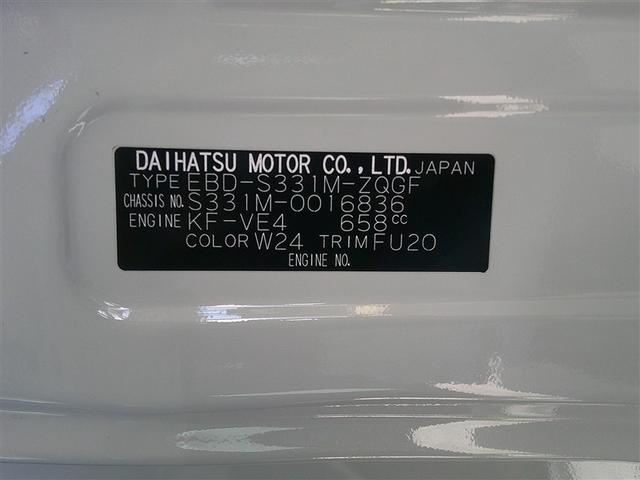 DAIHATSU MOTOR CO., LTD. JAPAN
TYPE EBD-S331M-ZQGF
CHASSIS NO. S331M-0016836
ENGINE KF-VE4 658cc
COLOR W24 TRIM FU20
ENGINE NO.